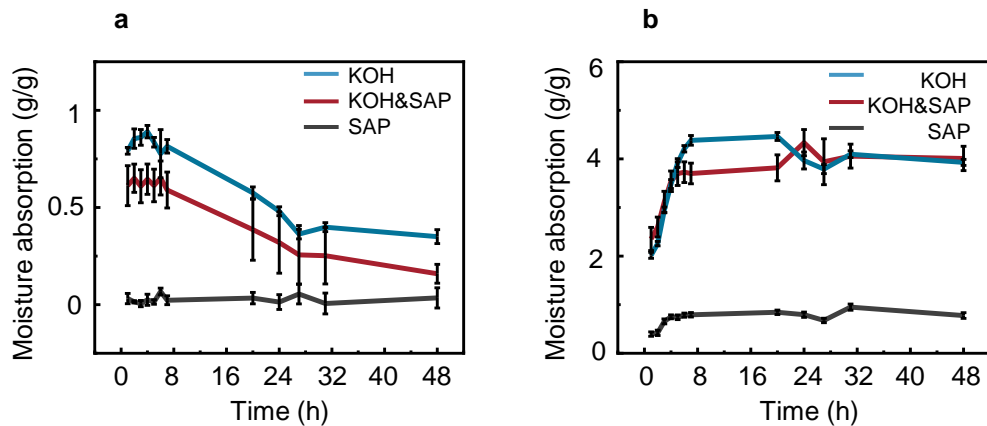 a
Moisture absorption (g/g)
1
0.5
0
KOH
KOH&SAP
SAP
0 8 16 24 32 40 48
Time (h)
b
Moisture absorption (g/g)
6
4
2
0
KOH
KOH&SAP
SAP
0 8 16 24 32 40 48
Time (h)